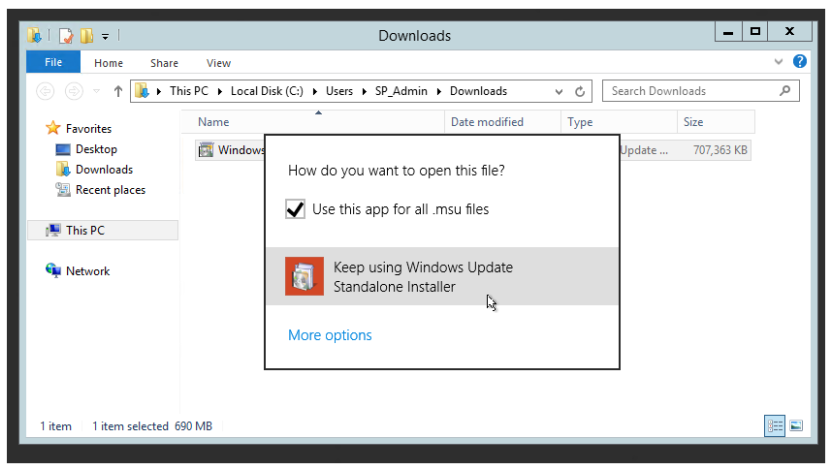 Downloads
File Home Share View
This PC Local Disk (C:) Users SP_Admin Downloads
Search Downloads
Name Date modified Type Size
Favorites
Desktop
Downloads
Recent places
This PC
Network
Windows Update ... 707,363 KB
How do you want to open this file?
Use this app for all .msu files
Keep using Windows Update
Standalone Installer
More options
1 item 1 item selected 690 MB